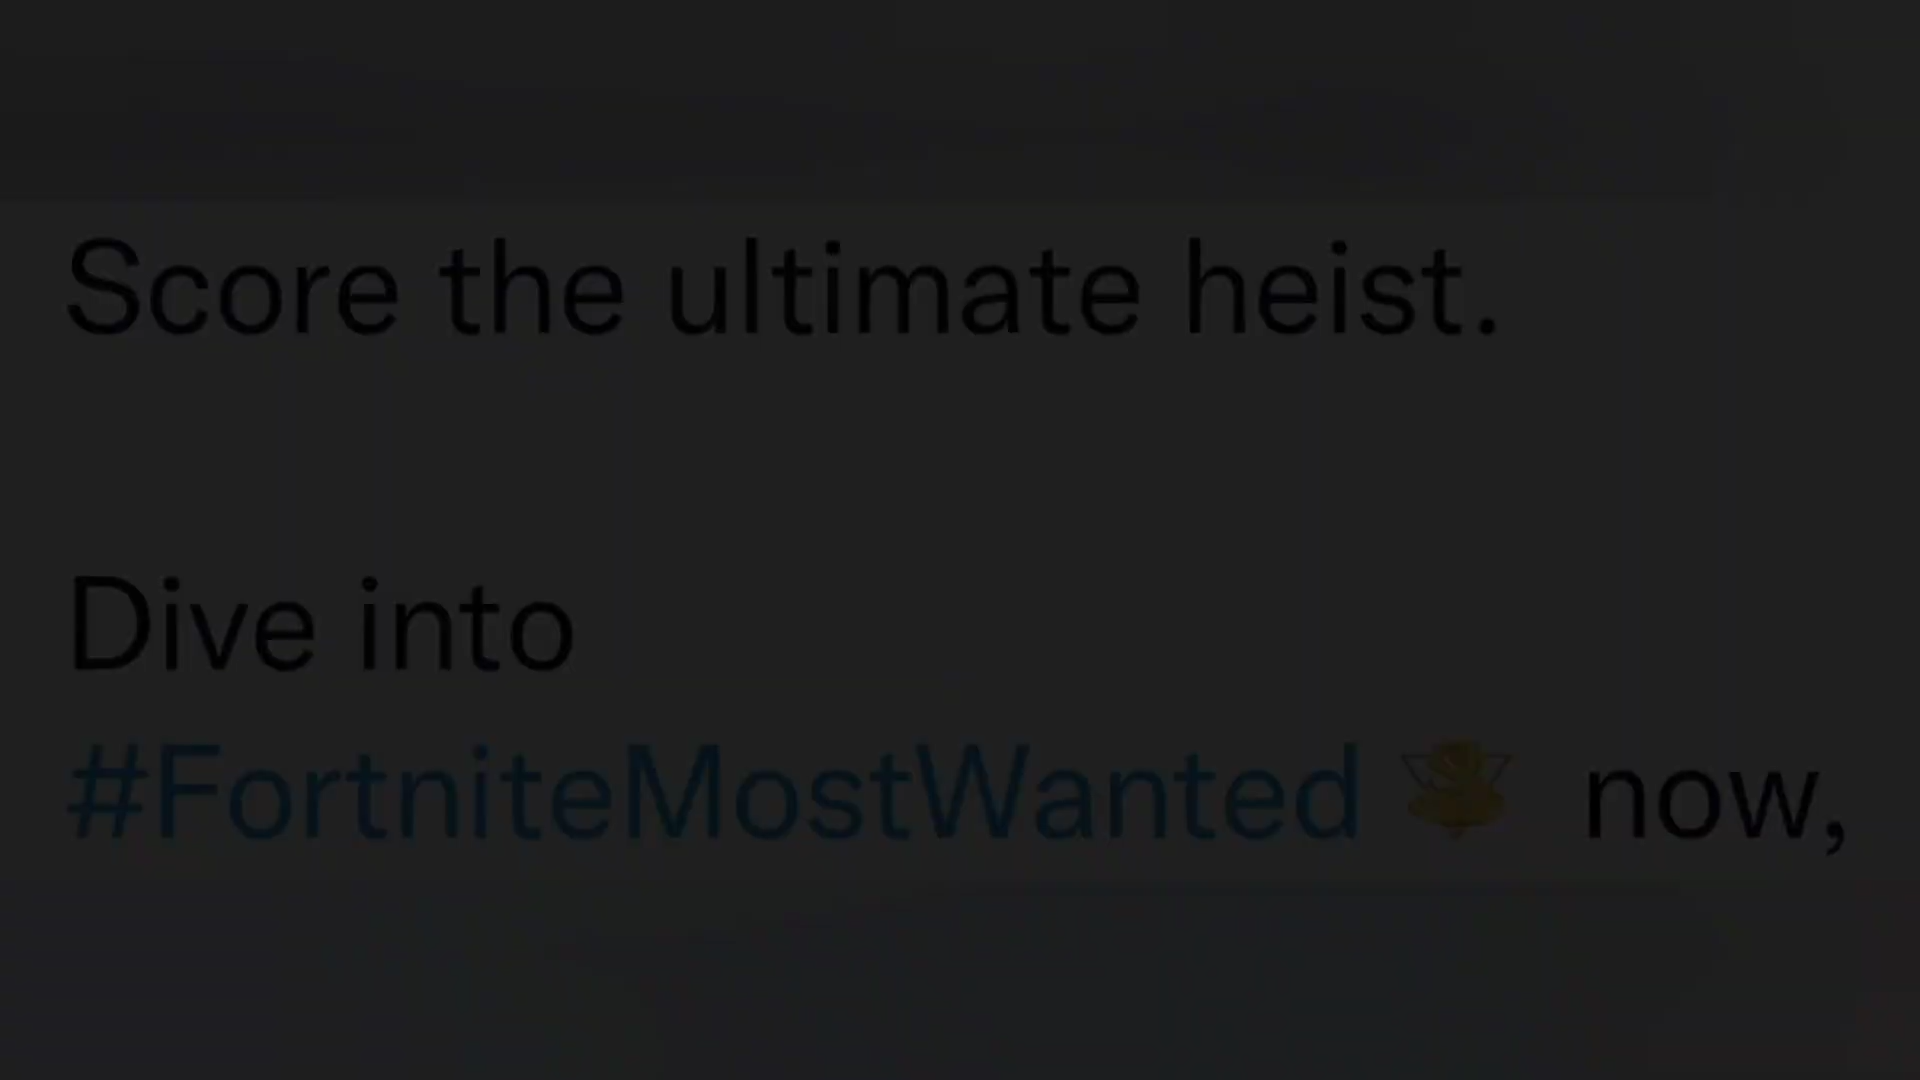 Score the ultimate heist.
Dive into
#FortniteMostWanted now,